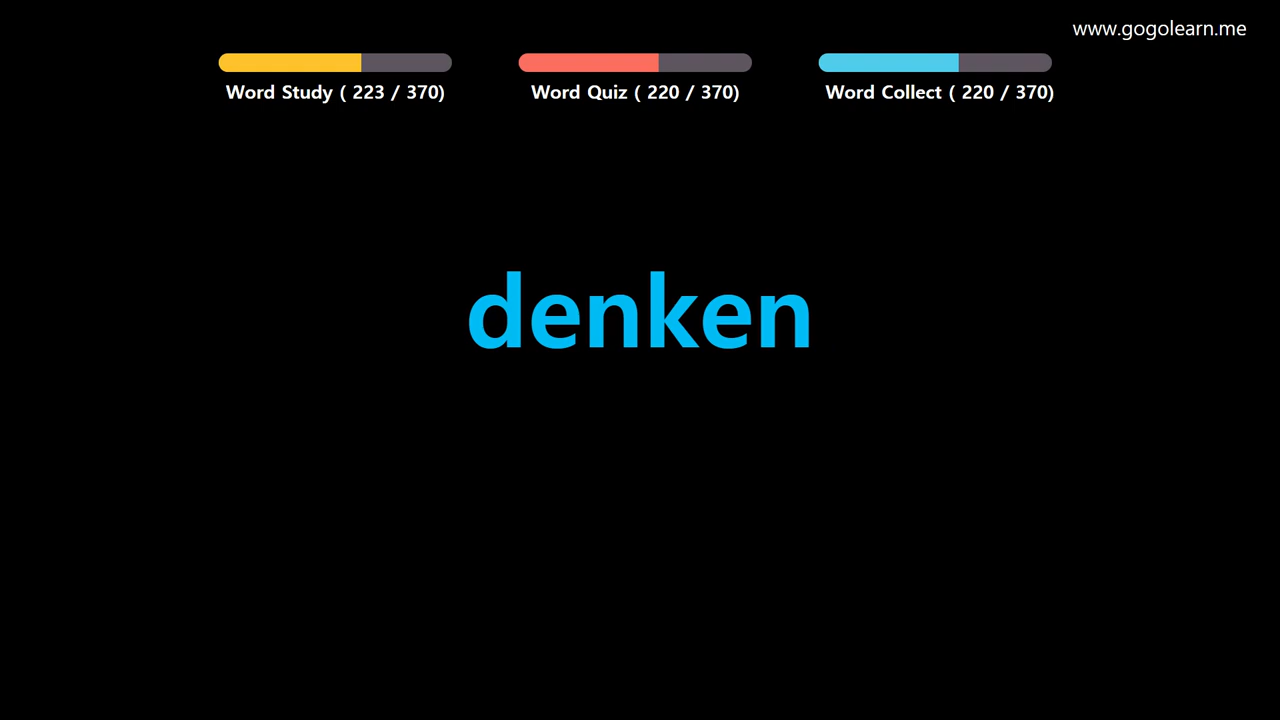 www.gogolearn.me
Word Study ( 223 / 370)
Word Quiz ( 220 / 370)
Word Collect ( 220 / 370)
denken